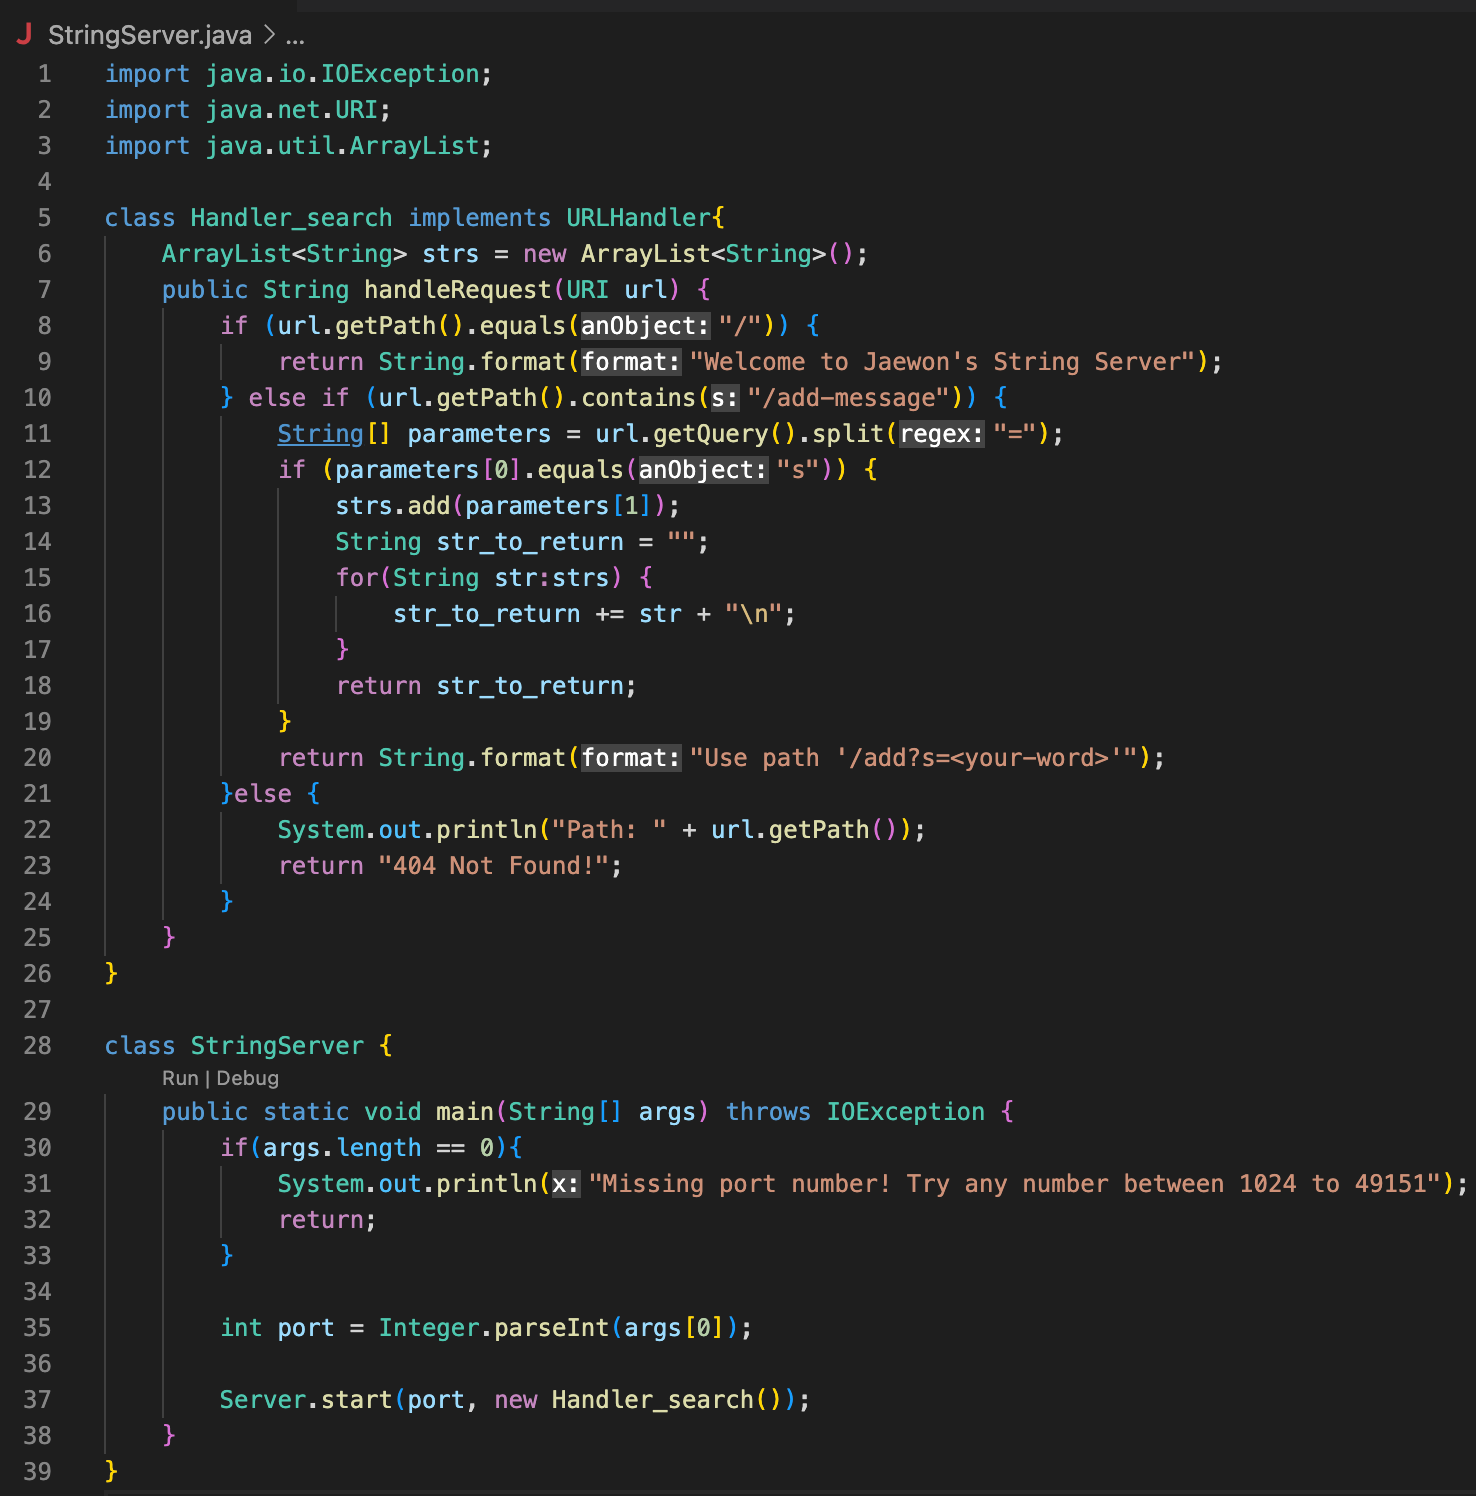 J StringServer.java > ...
1 import java.io.IOException;
2 import java.net.URI;
3 import java.util.ArrayList;
4
5 class Handler_search implements URLHandler{
6 ArrayList<String> strs = new ArrayList<String>();
7 public String handleRequest(URI url) {
8 if (url.getPath().equals(anObject: "/")) {
9 return String.format(format: "Welcome to Jaewon's String Server");
10 } else if (url.getPath().contains(s: "/add-message")) {
11 String[] parameters = url.getQuery().split(regex: "=");
12 if (parameters[0].equals(anObject: "s")) {
13 strs.add(parameters[1]);
14 String str_to_return = "";
15 for(String str:strs) {
16 str_to_return += str + "\n";
17 }
18 return str_to_return;
19 }
20 return String.format(format: "Use path '/add?s=<your-word>'");
21 }else {
22 System.out.println("Path: " + url.getPath());
23 return "404 Not Found!";
24 }
25 }
26 }
27
28 class StringServer {
Run | Debug
29 public static void main(String[] args) throws IOException {
30 if(args.length == 0){
31 System.out.println(x: "Missing port number! Try any number between 1024 to 49151");
32 return;
33 }
34
35 int port = Integer.parseInt(args[0]);
36
37 Server.start(port, new Handler_search());
38 }
39 }